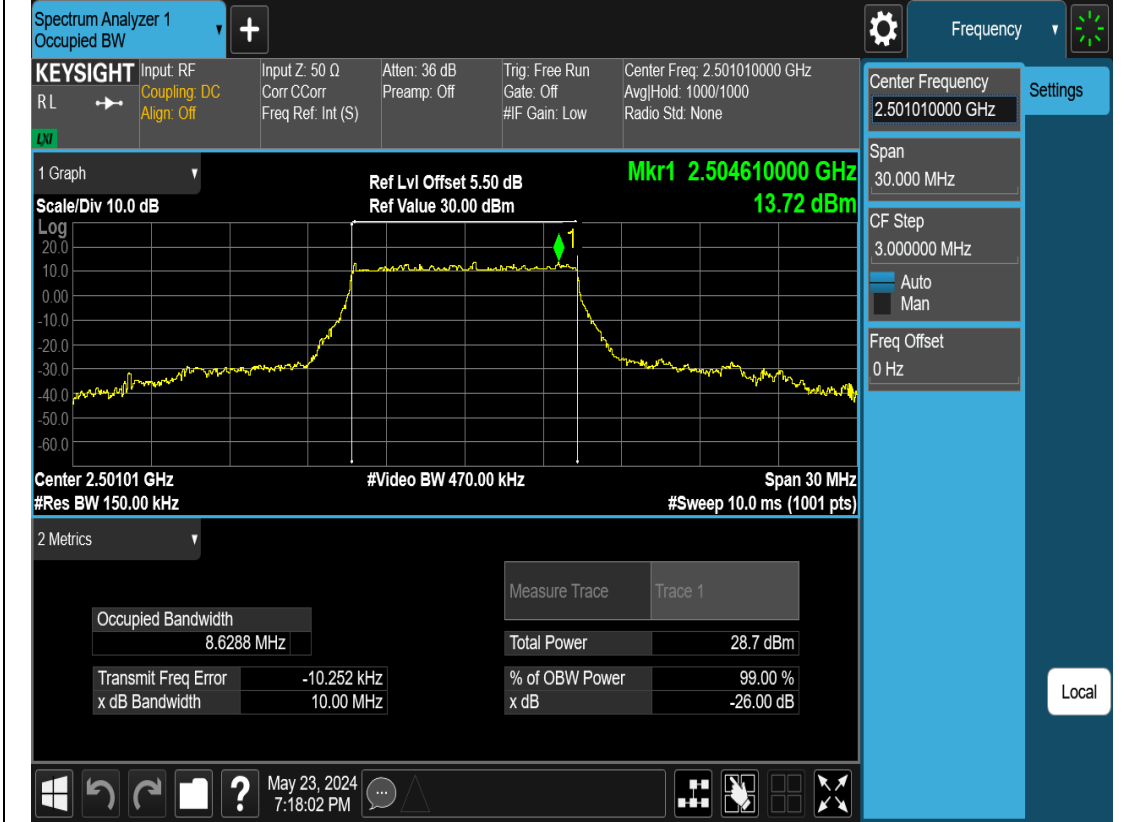 Spectrum Analyzer 1
Occupied BW
▼
+
Frequency
▼
KEYSIGHT
RL
LXI
Input: RF
Coupling: DC
Align: Off
Input Z: 50 Ω
Corr CCorr
Freq Ref: Int (S)
Atten: 36 dB
Preamp: Off
Trig: Free Run
Gate: Off
#IF Gain: Low
Center Freq: 2.501010000 GHz
Avg|Hold: 1000/1000
Radio Std: None
Center Frequency
2.501010000 GHz
Settings
Span
30.000 MHz
CF Step
3.000000 MHz
Auto
Man
Freq Offset
0 Hz
Local
1 Graph
▼
Scale/Div 10.0 dB
Ref Lvl Offset 5.50 dB
Ref Value 30.00 dBm
Mkr1 2.504610000 GHz
13.72 dBm
Log
20.0
10.0
0.00
-10.0
-20.0
-30.0
-40.0
-50.0
-60.0
1
Center 2.50101 GHz
#Video BW 470.00 kHz
Span 30 MHz
#Res BW 150.00 kHz
#Sweep 10.0 ms (1001 pts)
2 Metrics
▼
Measure Trace
Trace 1
Occupied Bandwidth
8.6288 MHz
Total Power
28.7 dBm
Transmit Freq Error
-10.252 kHz
% of OBW Power
99.00 %
x dB Bandwidth
10.00 MHz
x dB
-26.00 dB
?
May 23, 2024
7:18:02 PM